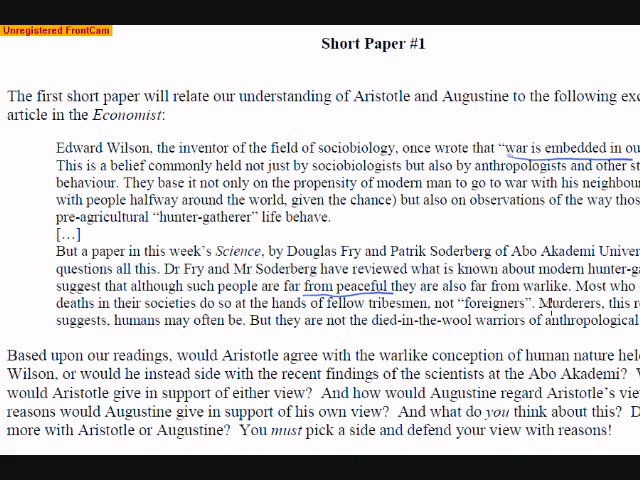 Unregistered FrontCam
Short Paper #1
The first short paper will relate our understanding of Aristotle and Augustine to the following
article in the Economist:
Edward Wilson, the inventor of the field of sociobiology, once wrote that “war is embedded in
This is a belief commonly held not just by sociobiologists but also by anthropologists and other
behaviour. They base it not only on the propensity of modern man to go to war with his
with people halfway around the world, given the chance) but also on observations of the way
pre-agricultural “hunter-gatherer” life behave.
[…]
But a paper in this week’s Science, by Douglas Fry and Patrik Soderberg of Abo Akademi
questions all this. Dr Fry and Mr Soderberg have reviewed what is known about modern
suggest that although such people are far from peaceful they are also far from warlike. Most who
deaths in their societies do so at the hands of fellow tribesmen, not “foreigners”. Murderers, this
suggests, humans may often be. But they are not the died-in-the-wool warriors of anthropological
Based upon our readings, would Aristotle agree with the warlike conception of human nature
Wilson, or would he instead side with the recent findings of the scientists at the Abo Akademi?
would Aristotle give in support of either view? And how would Augustine regard Aristotle’s
reasons would Augustine give in support of his own view? And what do you think about this?
more with Aristotle or Augustine? You must pick a side and defend your view with reasons!